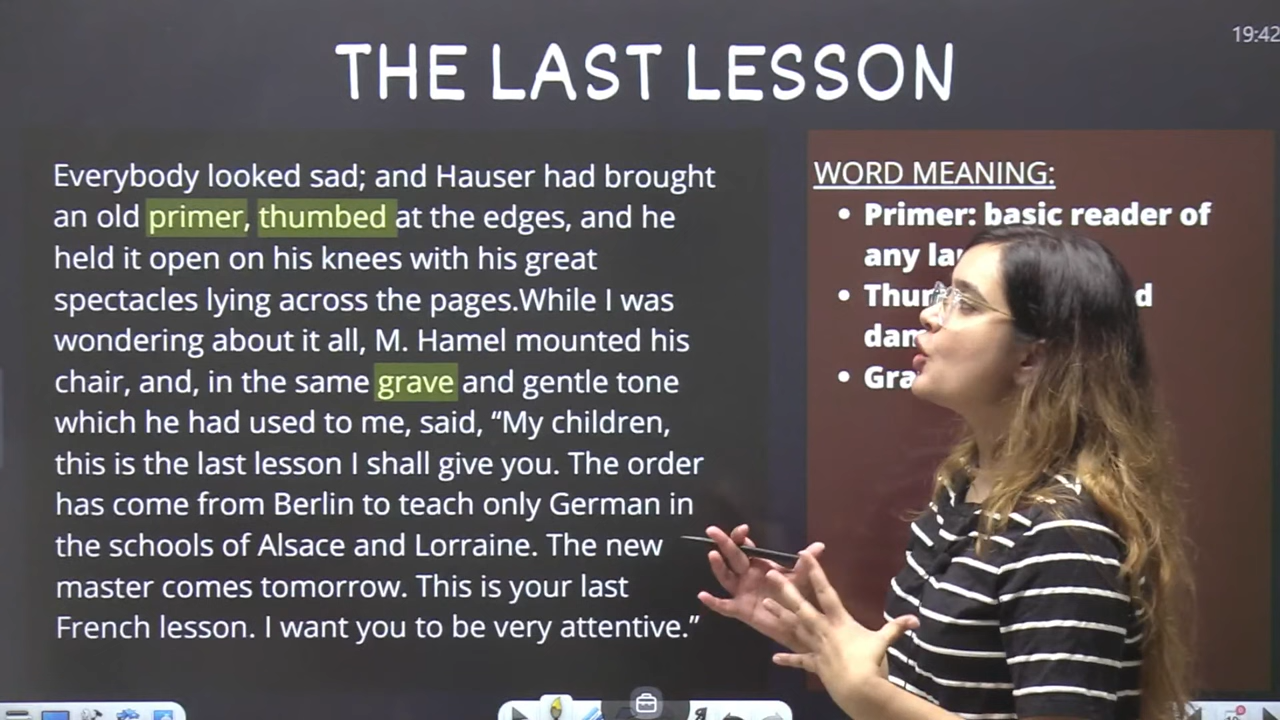 19:42
THE LAST LESSON
Everybody looked sad; and Hauser had brought
an old primer, thumbed at the edges, and he
held it open on his knees with his great
spectacles lying across the pages.While I was
wondering about it all, M. Hamel mounted his
chair, and, in the same grave and gentle tone
which he had used to me, said, “My children,
this is the last lesson I shall give you. The order
has come from Berlin to teach only German in
the schools of Alsace and Lorraine. The new
master comes tomorrow. This is your last
French lesson. I want you to be very attentive.”
WORD MEANING:
• Primer: basic reader of
any